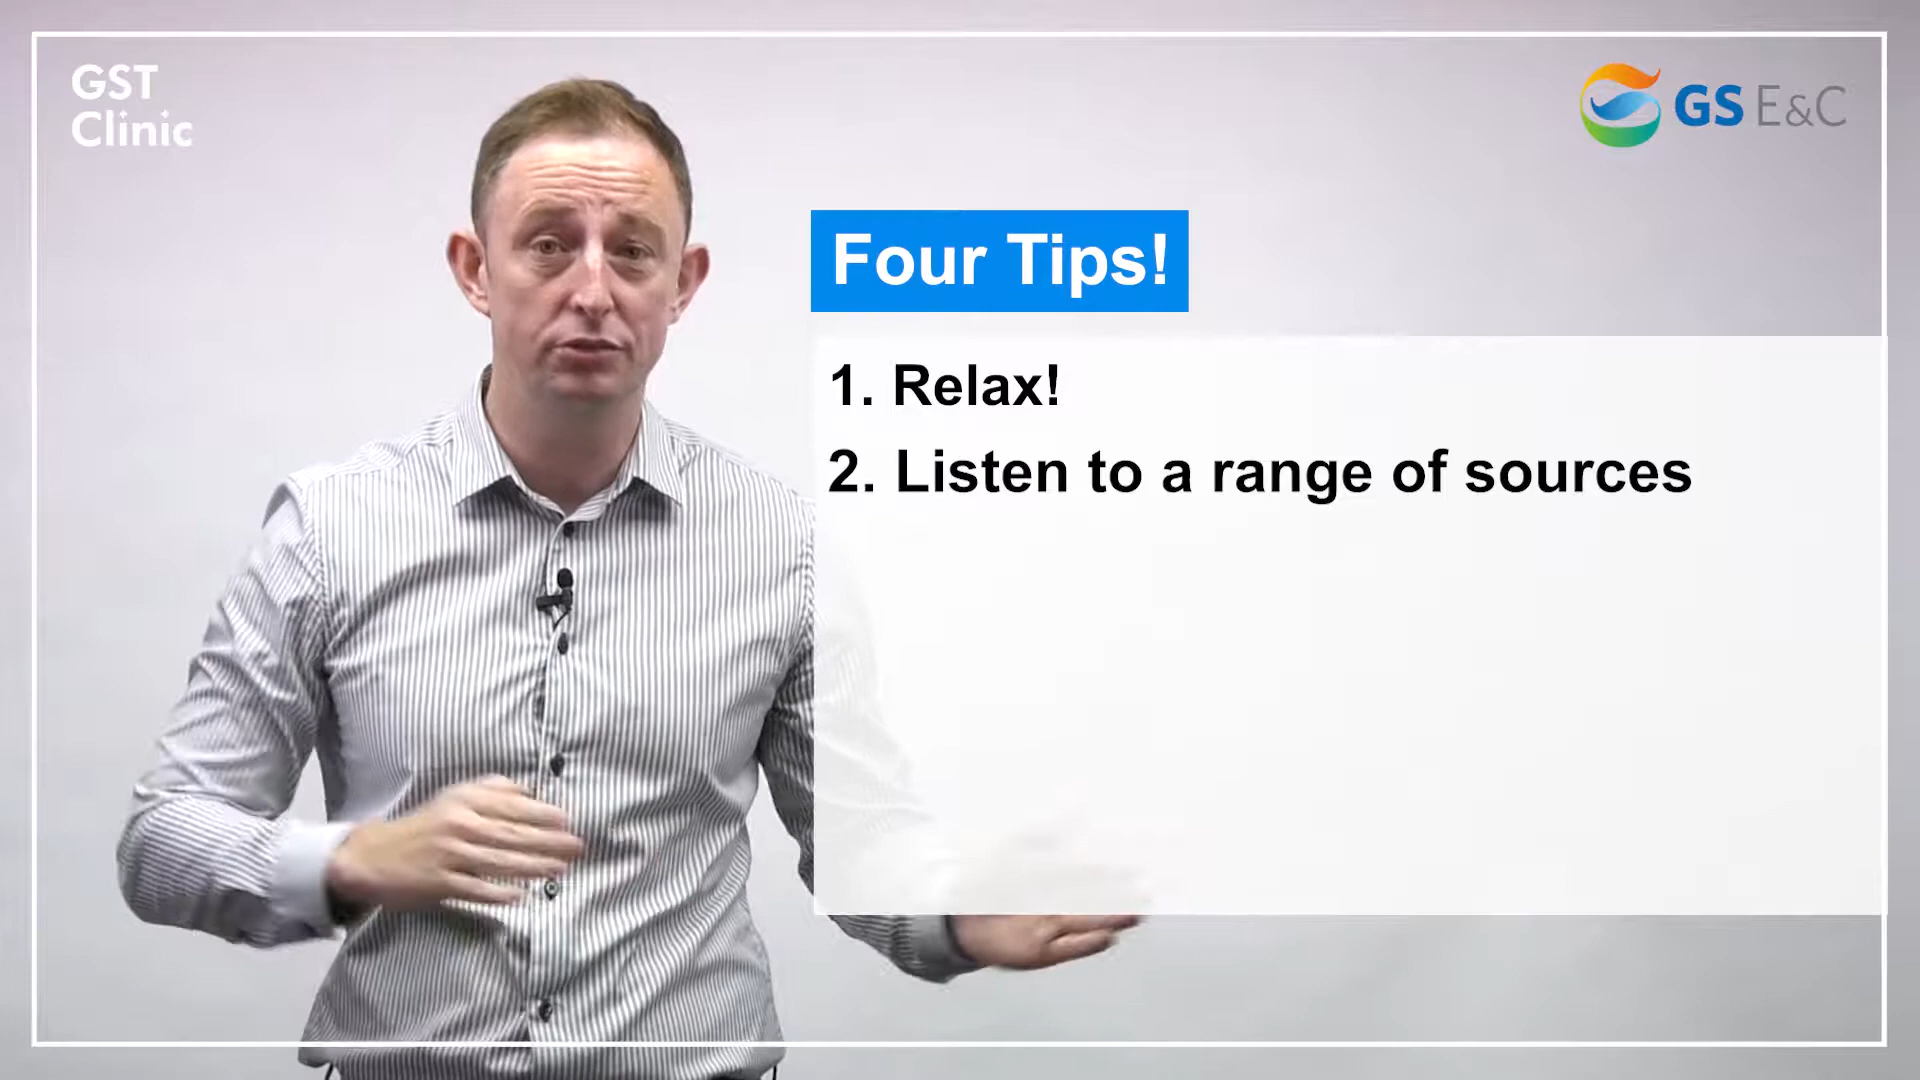 GST
Clinic
GS E&C
Four Tips!
1. Relax!
2. Listen to a range of sources